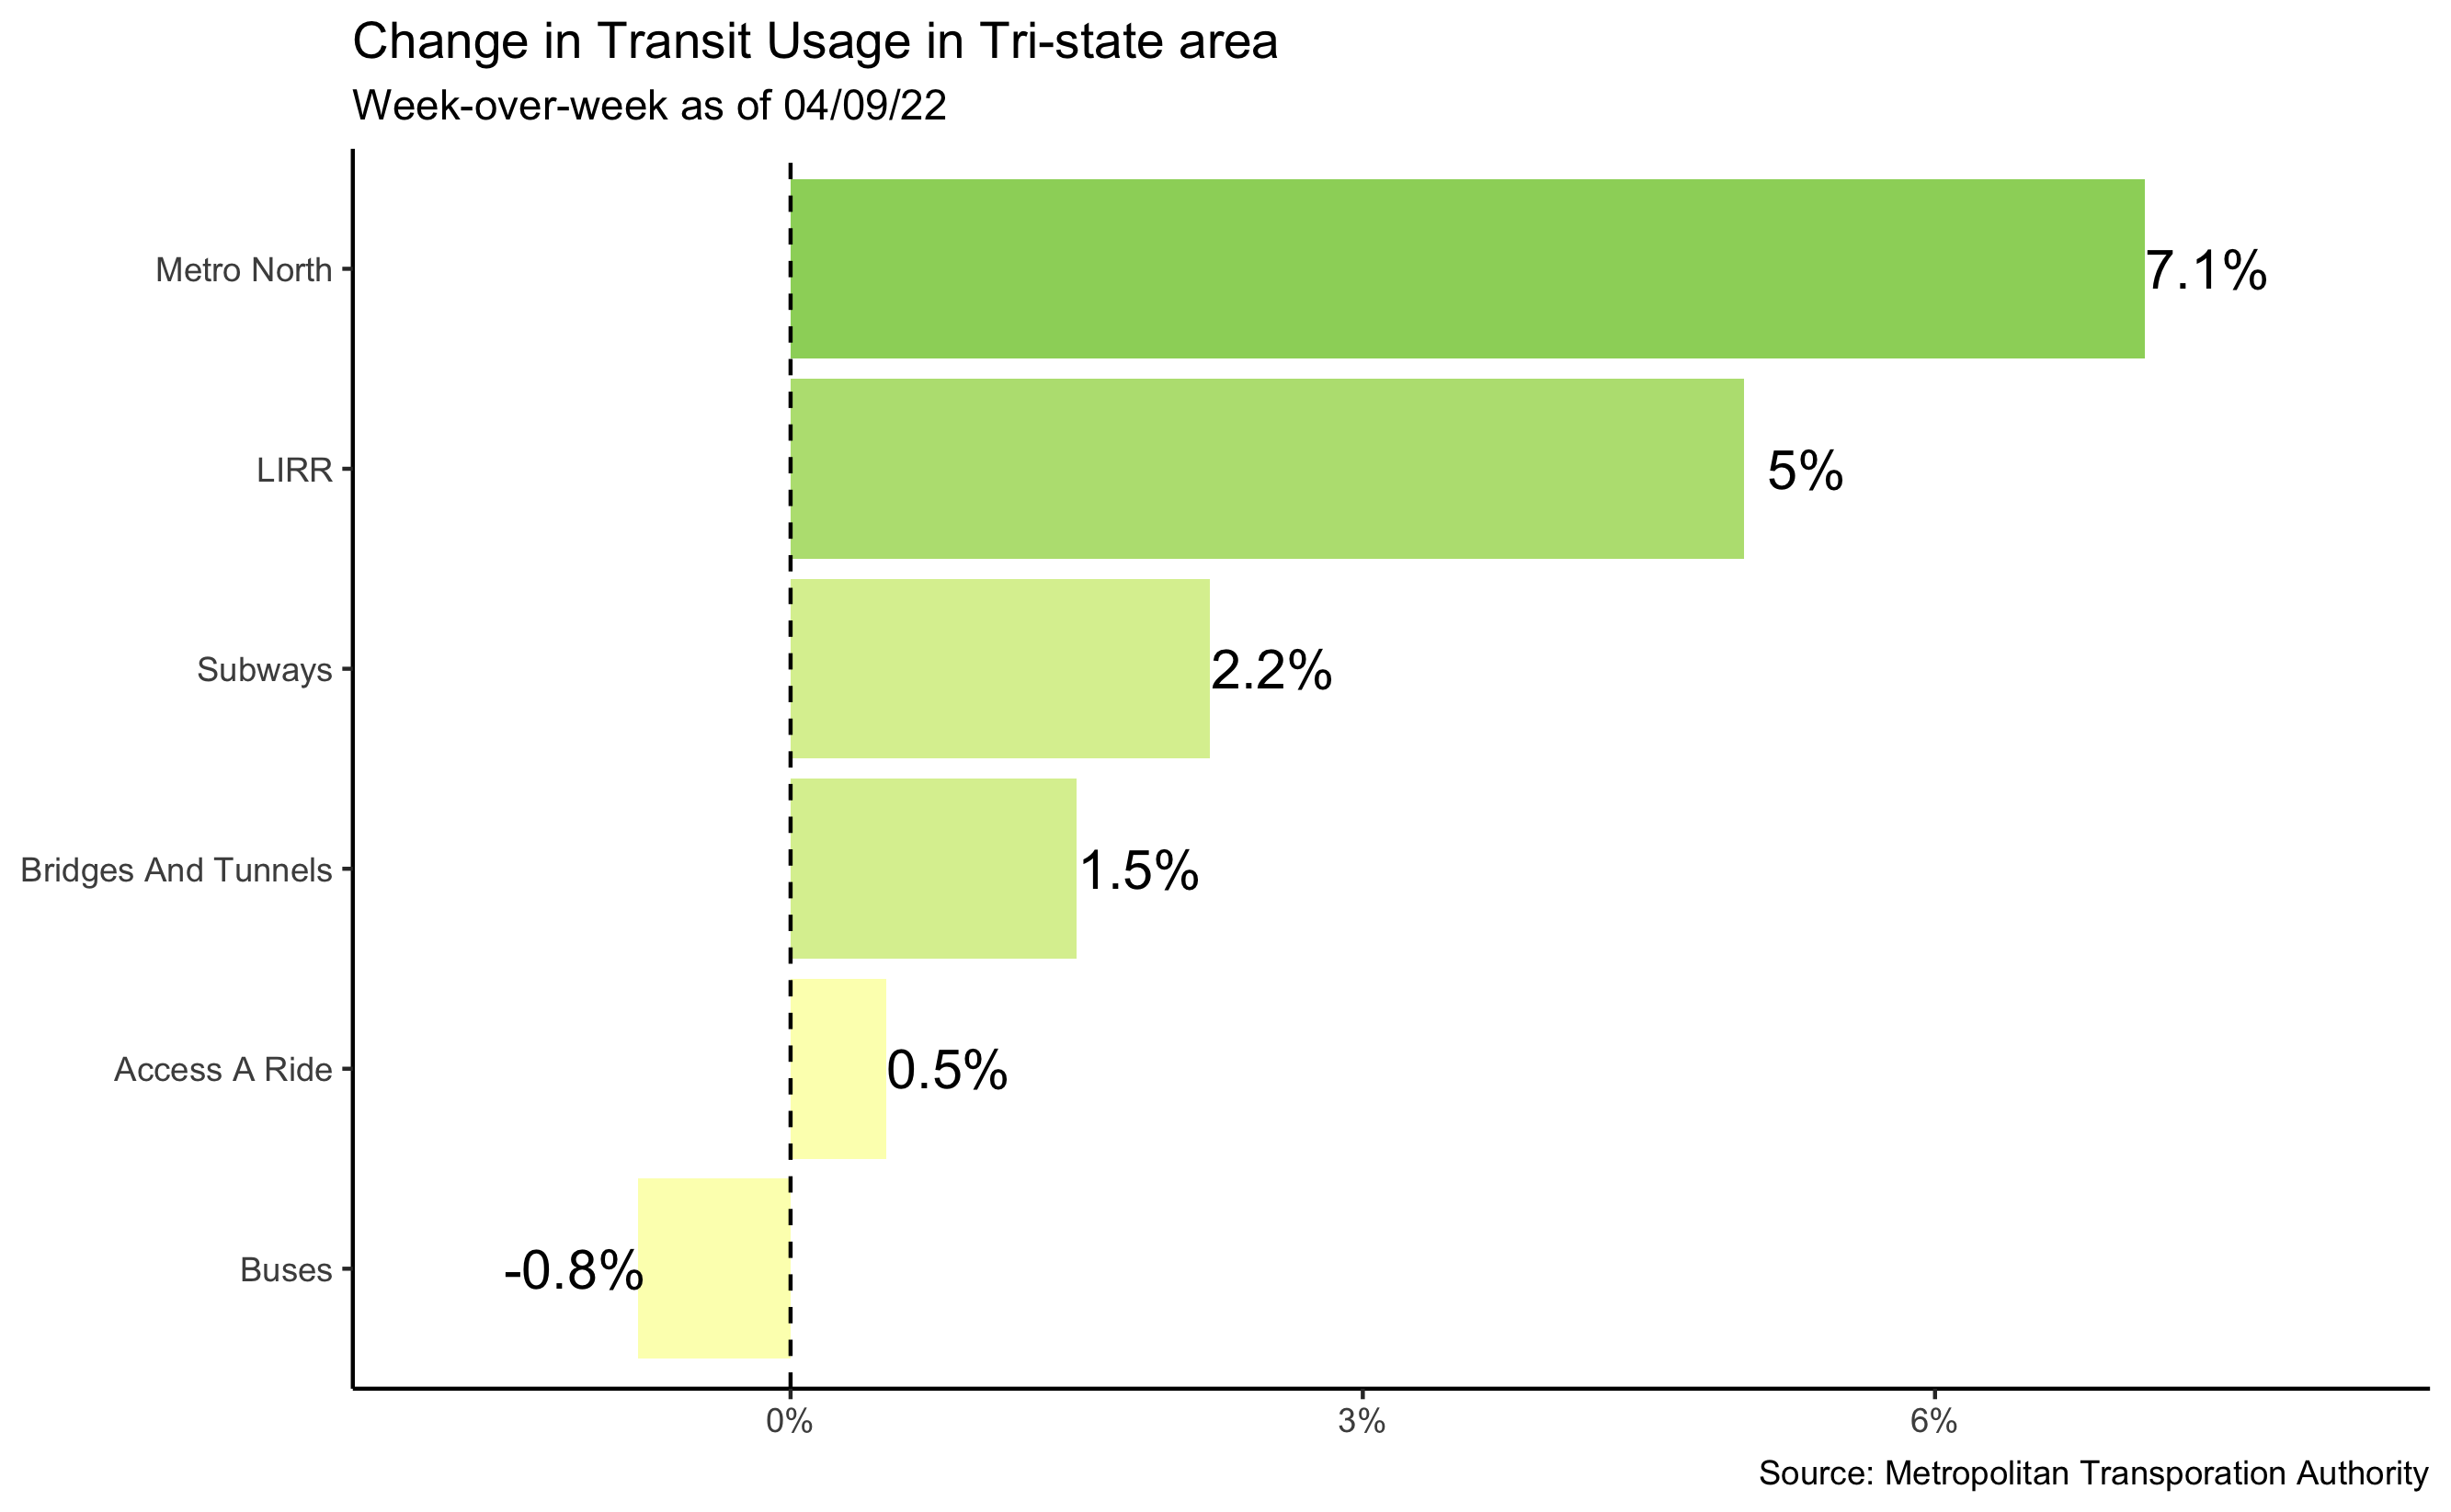 Change in Transit Usage in Tri-state area
Week-over-week as of 04/09/22
Metro North
7.1%
LIRR
5%
Subways
2.2%
Bridges And Tunnels
1.5%
Access A Ride
0.5%
Buses
-0.8%
0%
3%
6%
Source: Metropolitan Transporation Authority